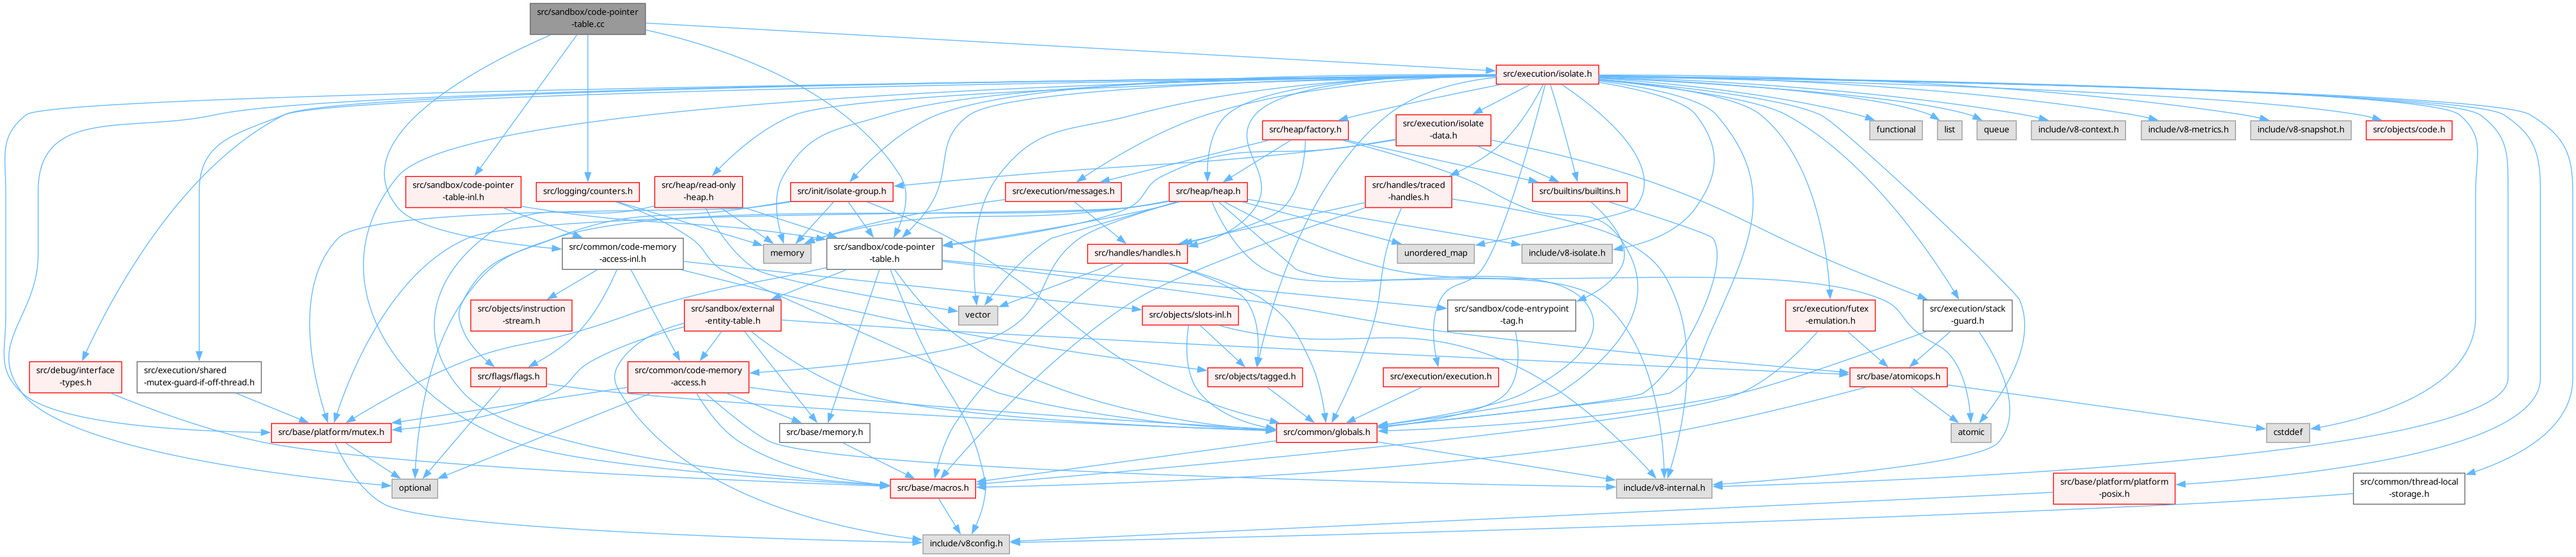 src/sandbox/code-pointer
-table.cc
src/execution/isolate.h
src/heap/factory.h
src/execution/isolate
-data.h
functional
list
queue
include/v8-context.h
include/v8-metrics.h
include/v8-snapshot.h
src/objects/code.h
src/sandbox/code-pointer
-table-inl.h
src/logging/counters.h
src/heap/read-only
-heap.h
src/init/isolate-group.h
src/execution/messages.h
src/heap/heap.h
src/handles/traced
-handles.h
src/builtins/builtins.h
src/common/code-memory
-access-inl.h
memory
src/sandbox/code-pointer
-table.h
src/handles/handles.h
unordered_map
include/v8-isolate.h
src/objects/instruction
-stream.h
src/sandbox/external
-entity-table.h
vector
src/objects/slots-inl.h
src/sandbox/code-entrypoint
-tag.h
src/execution/futex
-emulation.h
src/execution/stack
-guard.h
src/debug/interface
-types.h
src/execution/shared
-mutex-guard-if-off-thread.h
src/flags/flags.h
src/common/code-memory
-access.h
src/objects/tagged.h
src/execution/execution.h
src/base/atomicops.h
src/base/platform/mutex.h
src/base/memory.h
src/common/globals.h
atomic
cstddef
optional
src/base/macros.h
include/v8-internal.h
src/base/platform/platform
-posix.h
src/common/thread-local
-storage.h
include/v8config.h